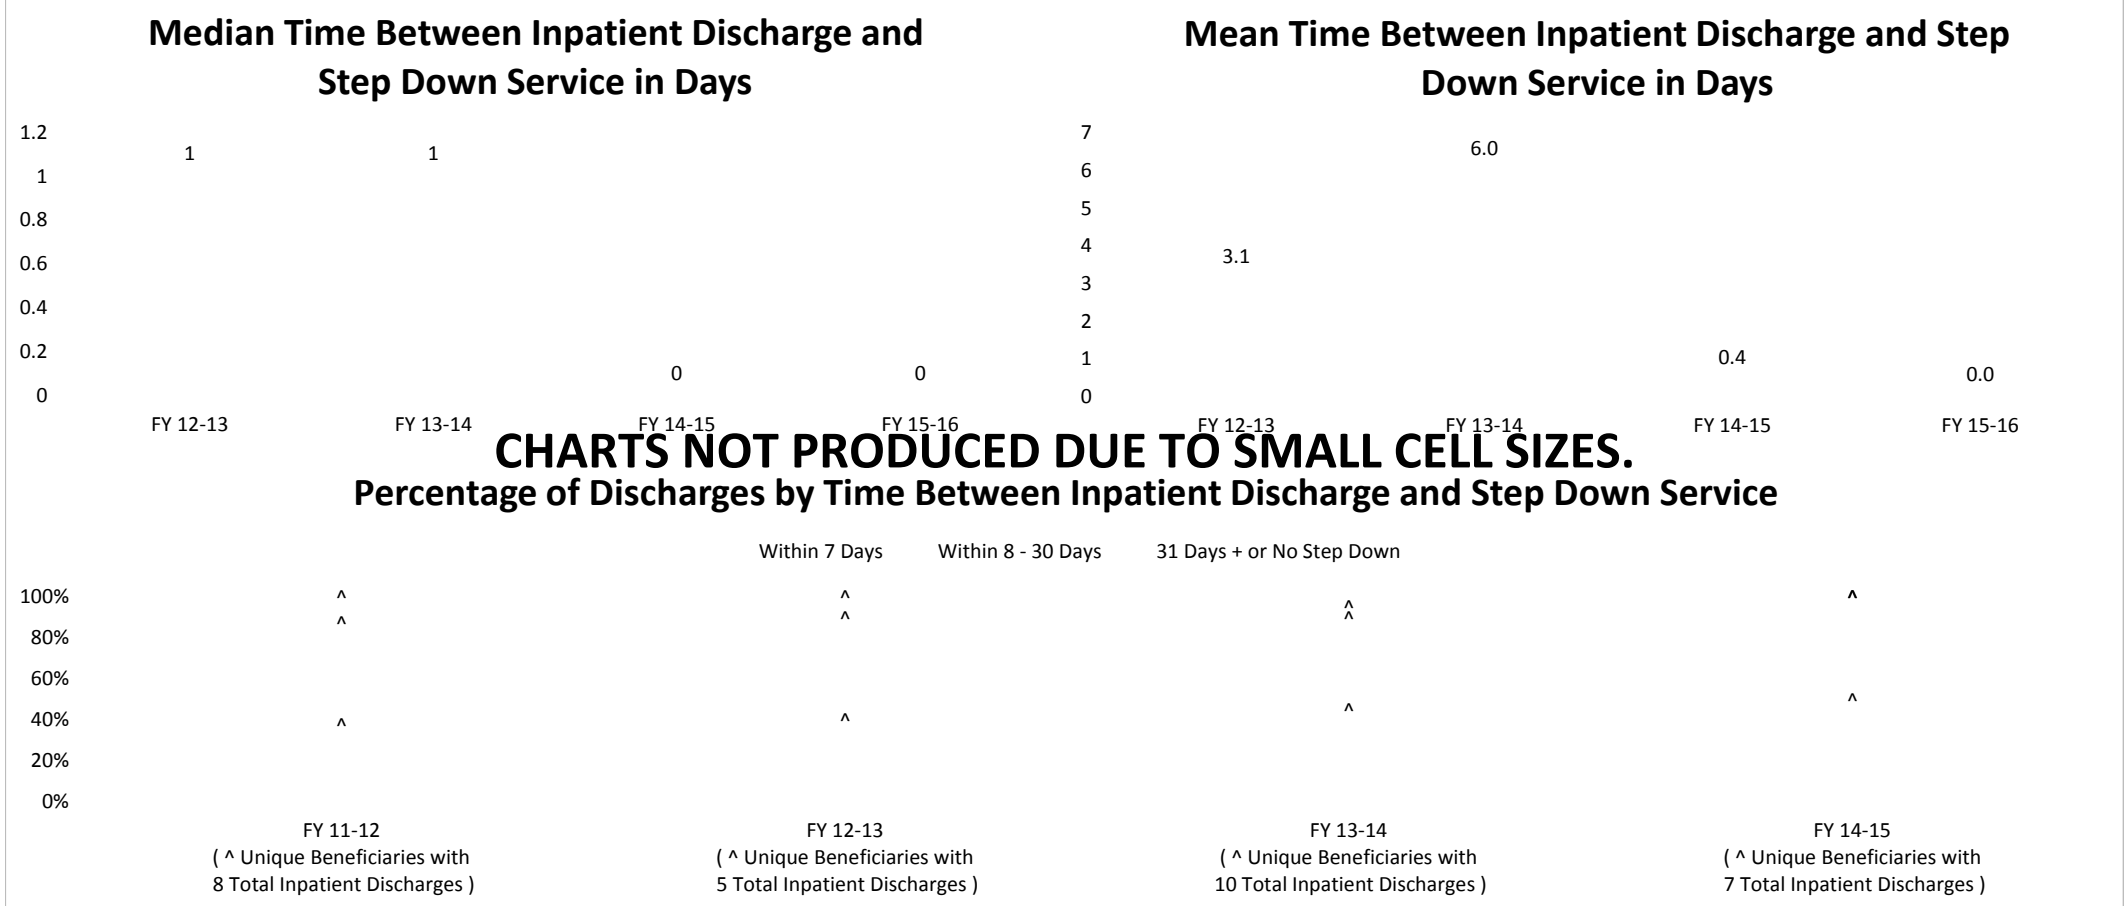 Median Time Between Inpatient Discharge and
Step Down Service in Days
1.2
1
0.8
0.6
0.4
0.2
0
1
1
0
0
FY 12-13
FY 13-14
FY 14-15
FY 15-16
Mean Time Between Inpatient Discharge and Step
Down Service in Days
7
6
5
4
3
2
1
0
3.1
6.0
0.4
0.0
FY 12-13
FY 13-14
FY 14-15
FY 15-16
CHARTS NOT PRODUCED DUE TO SMALL CELL SIZES.
Percentage of Discharges by Time Between Inpatient Discharge and Step Down Service
Within 7 Days
Within 8 - 30 Days
31 Days + or No Step Down
100%
80%
60%
40%
20%
0%
^
^
^
^
^
^
^
^
^
^
^
FY 11-12
( ^ Unique Beneficiaries with
8 Total Inpatient Discharges )
FY 12-13
( ^ Unique Beneficiaries with
5 Total Inpatient Discharges )
FY 13-14
( ^ Unique Beneficiaries with
10 Total Inpatient Discharges )
FY 14-15
( ^ Unique Beneficiaries with
7 Total Inpatient Discharges )